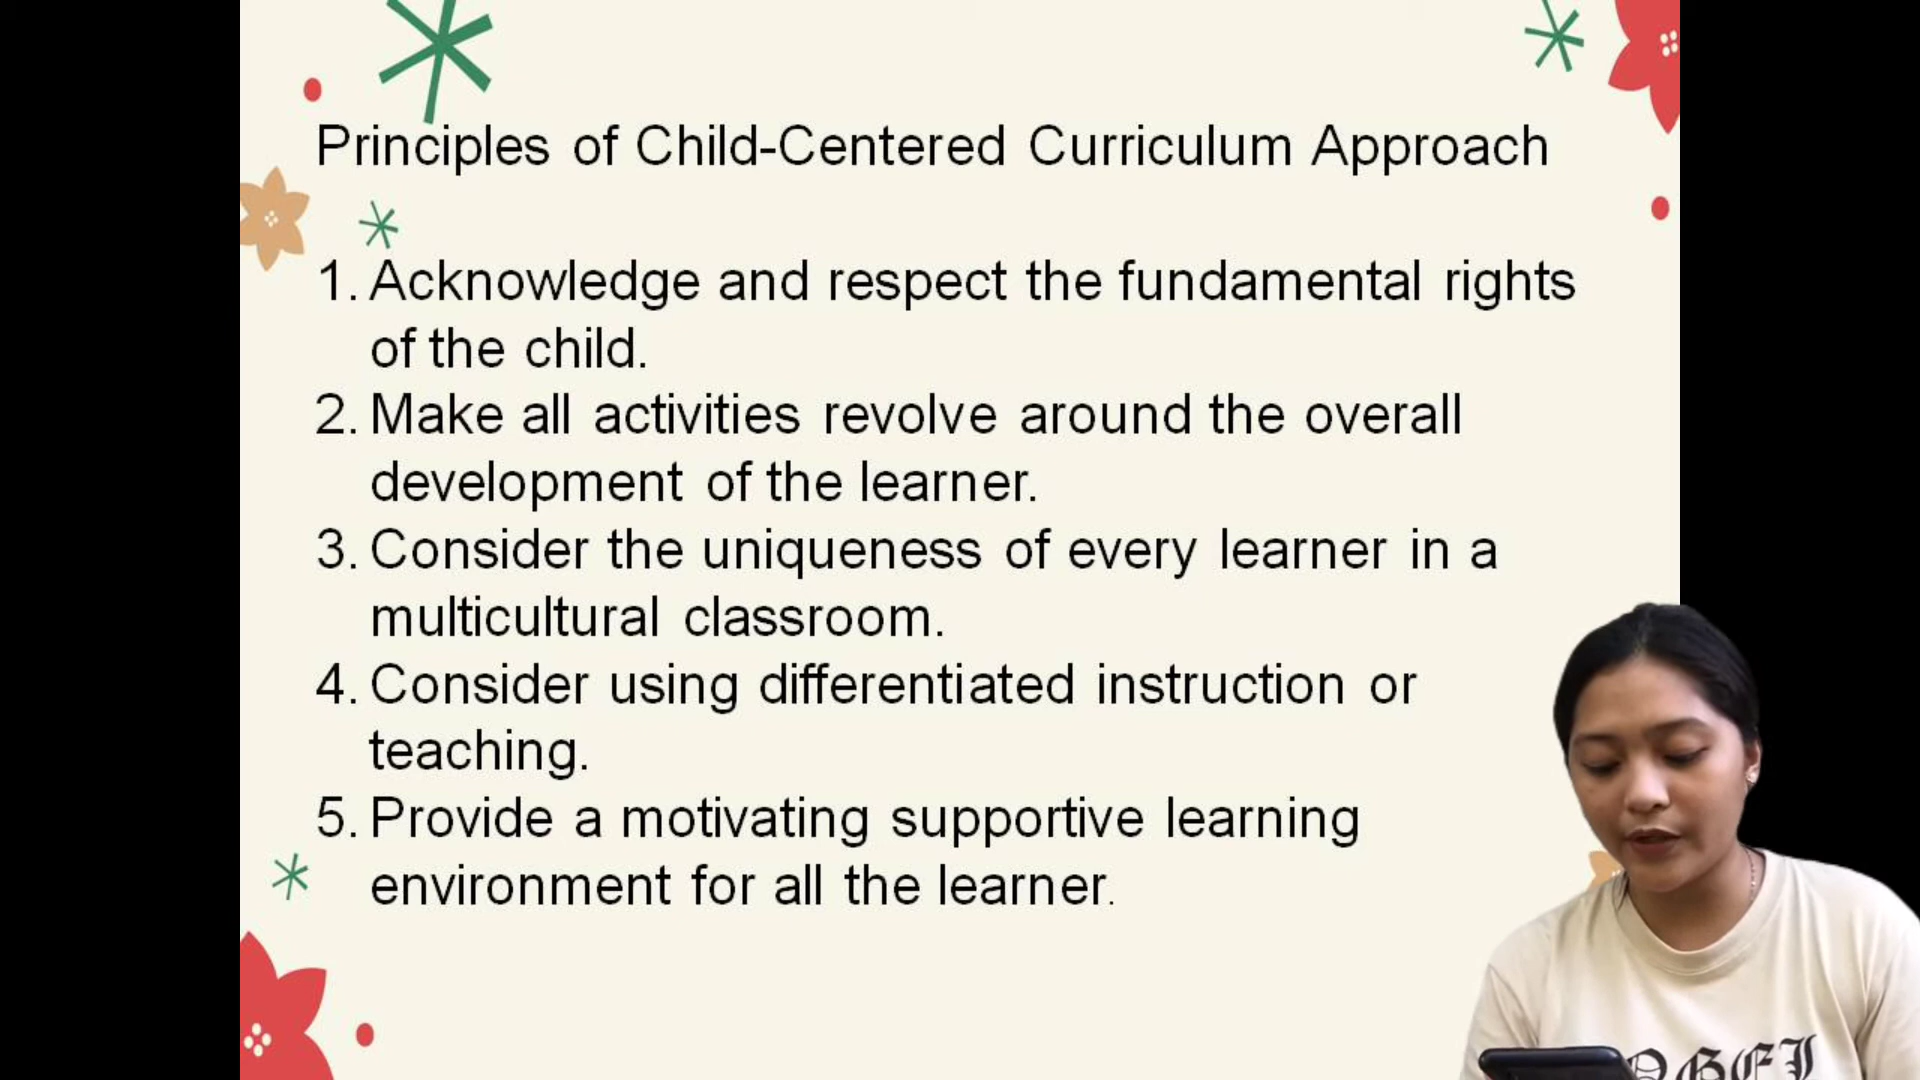 Principles of Child-Centered Curriculum Approach
1. Acknowledge and respect the fundamental rights
of the child.
2. Make all activities revolve around the overall
development of the learner.
3. Consider the uniqueness of every learner in a
multicultural classroom.
4. Consider using differentiated instruction or
teaching.
5. Provide a motivating supportive learning
environment for all the learner.